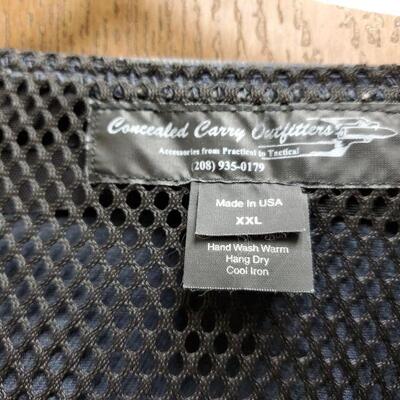 Concealed Carry Outfitters
Accessories from Practical to Tactical
(208) 935-0179
Made In USA
XXL
Hand Wash Warm
Hang Dry
Cool Iron